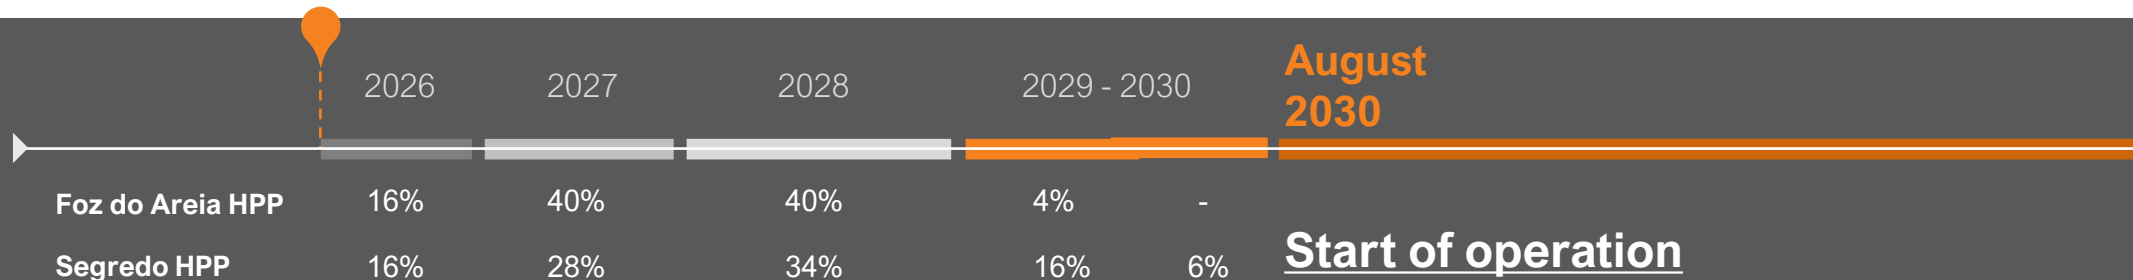 2026 2027 2028 2029 - 2030 August
2030
Foz do Areia HPP 16% 40% 40% 4% -
Segredo HPP 16% 28% 34% 16% 6%
Start of operation